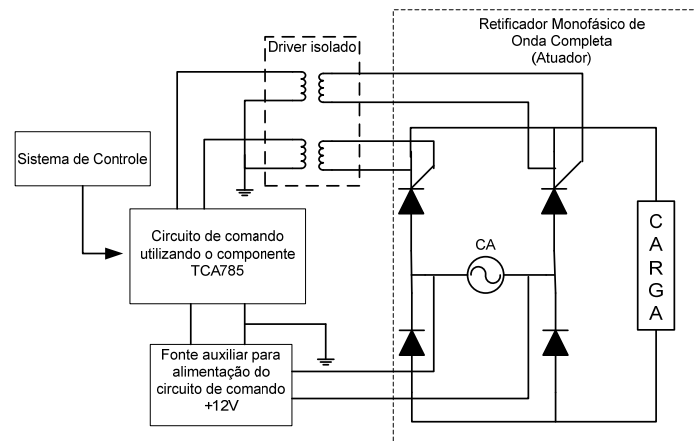 Retificador Monofásico de
Onda Completa
(Atuador)
Driver isolado
Sistema de Controle
Circuito de comando
utilizando o componente
TCA785
CA
C
A
R
G
A
Fonte auxiliar para
alimentação do
circuito de comando
+12V